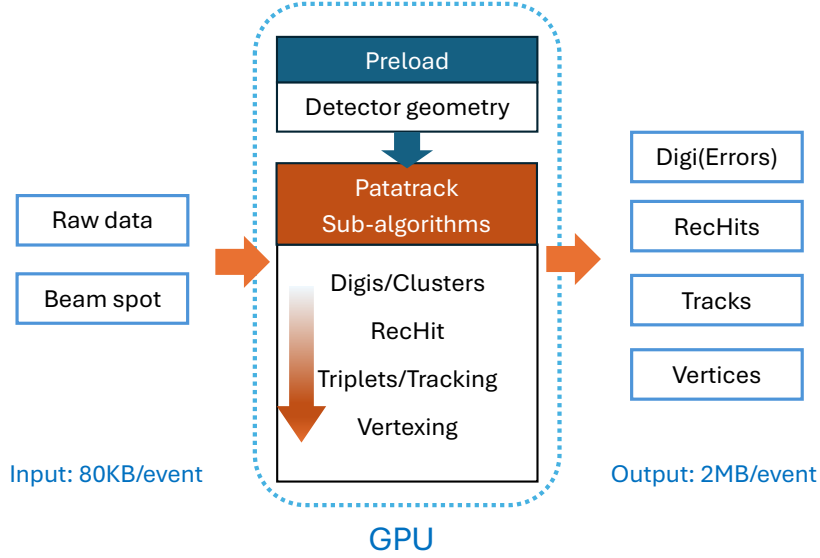 Preload
Detector geometry
Patatrack
Sub-algorithms
Digis/Clusters
RecHit
Triplets/Tracking
Vertexing
Raw data
Beam spot
Input: 80KB/event
Digi(Errors)
RecHits
Tracks
Vertices
Output: 2MB/event
GPU